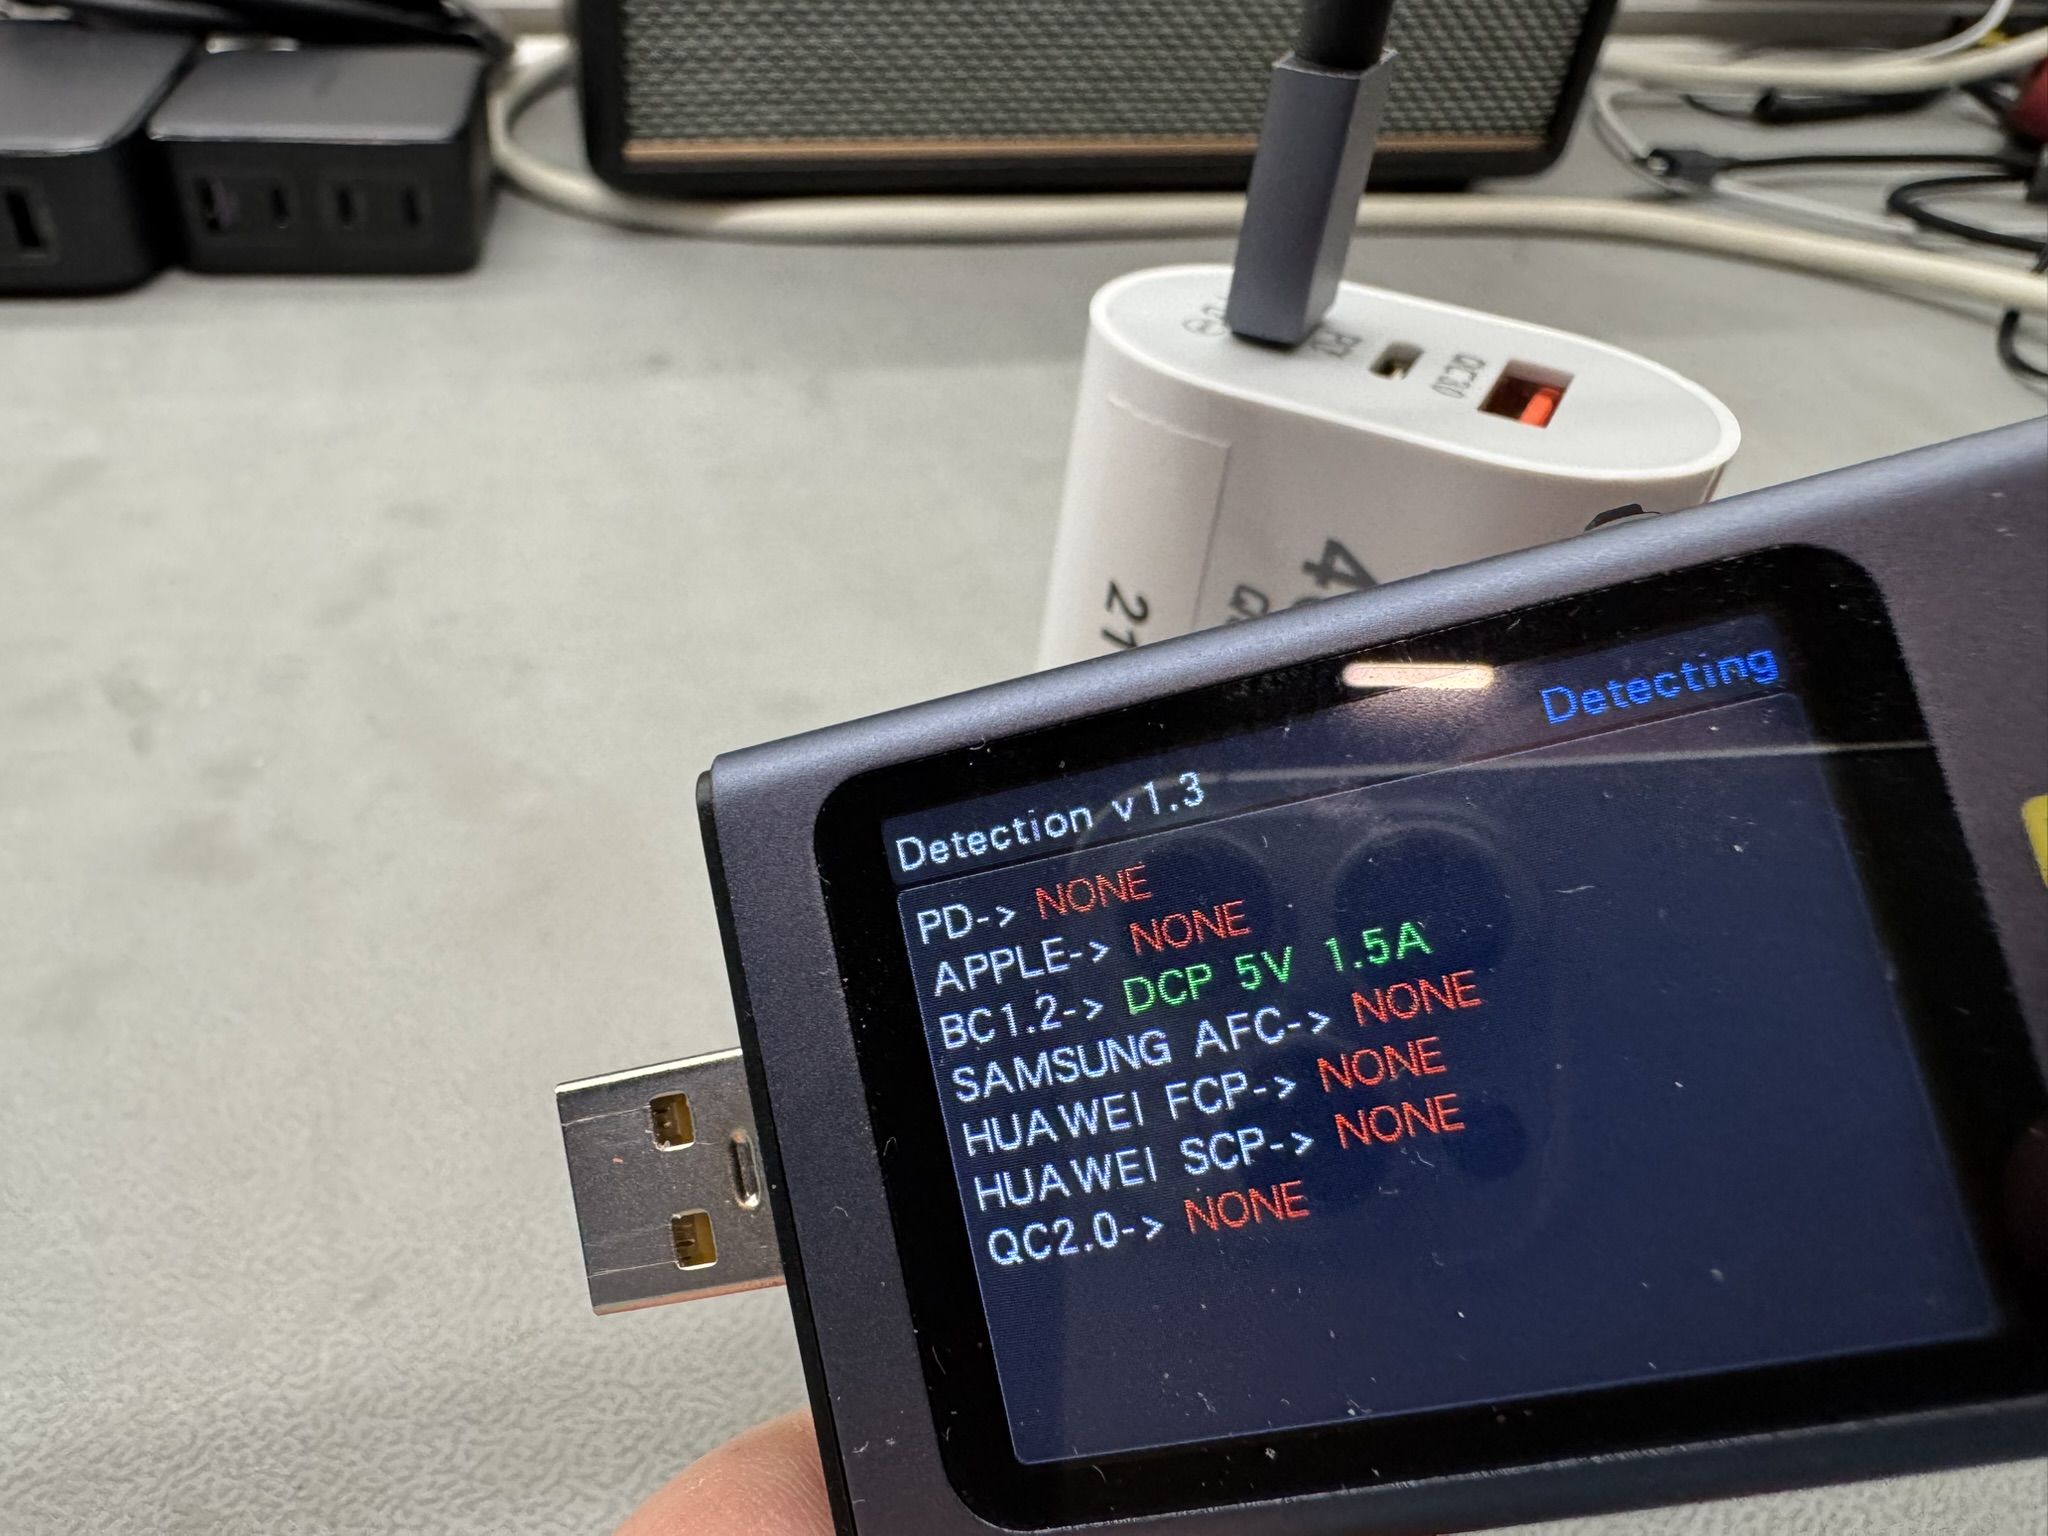 QC3.0
21
Detecting
Detection v1.3
PD-> NONE
APPLE-> NONE
BC1.2-> DCP 5V 1.5A
SAMSUNG AFC-> NONE
HUAWEI FCP-> NONE
HUAWEI SCP-> NONE
QC2.0-> NONE